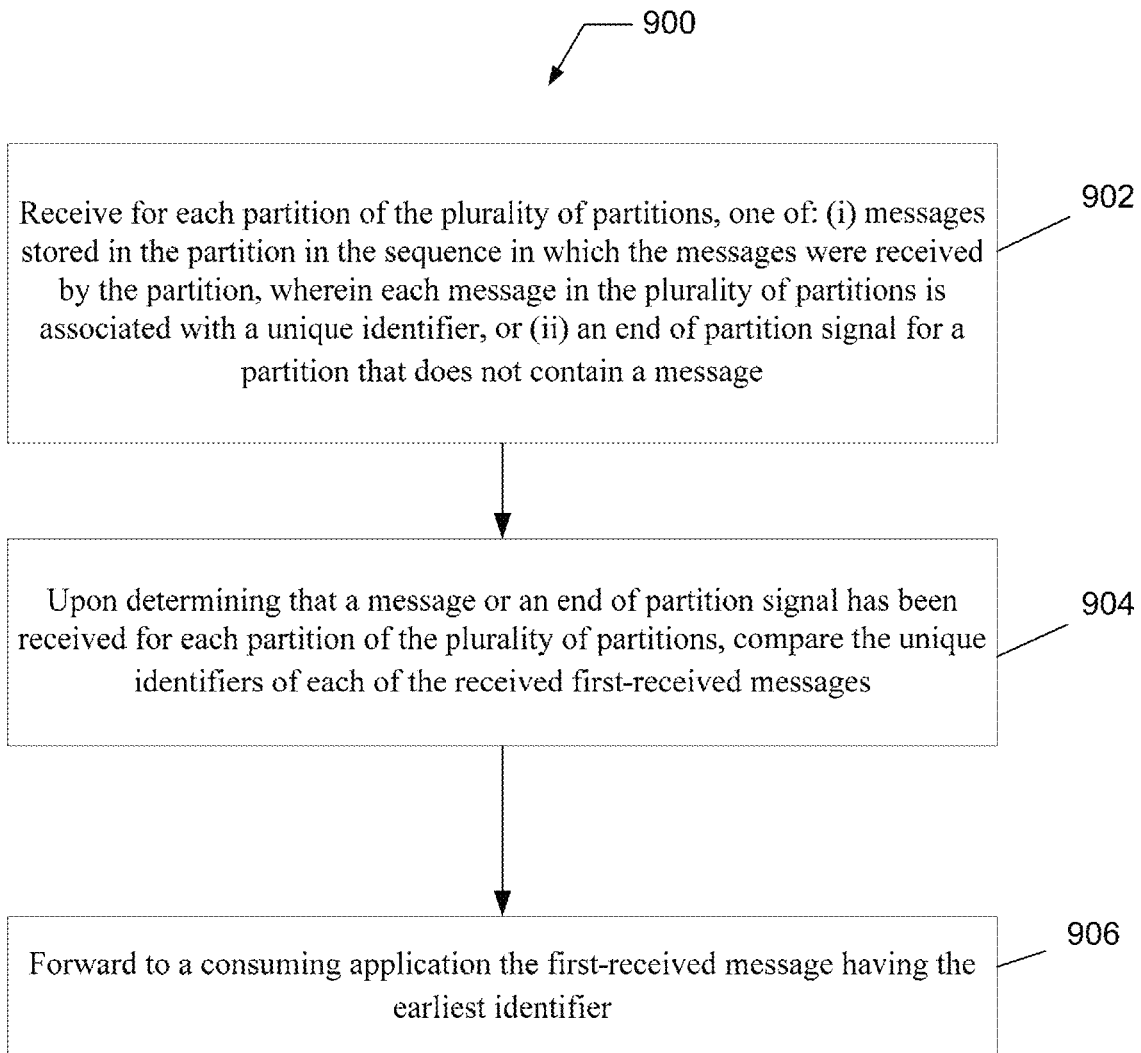 900
902
Receive for each partition of the plurality of partitions, one of: (i) messages
stored in the partition in the sequence in which the messages were received
by the partition, wherein each message in the plurality of partitions is
associated with a unique identifier, or (ii) an end of partition signal for a
partition that does not contain a message
904
Upon determining that a message or an end of partition signal has been
received for each partition of the plurality of partitions, compare the unique
identifiers of each of the received first-received messages
906
Forward to a consuming application the first-received message having the
earliest identifier